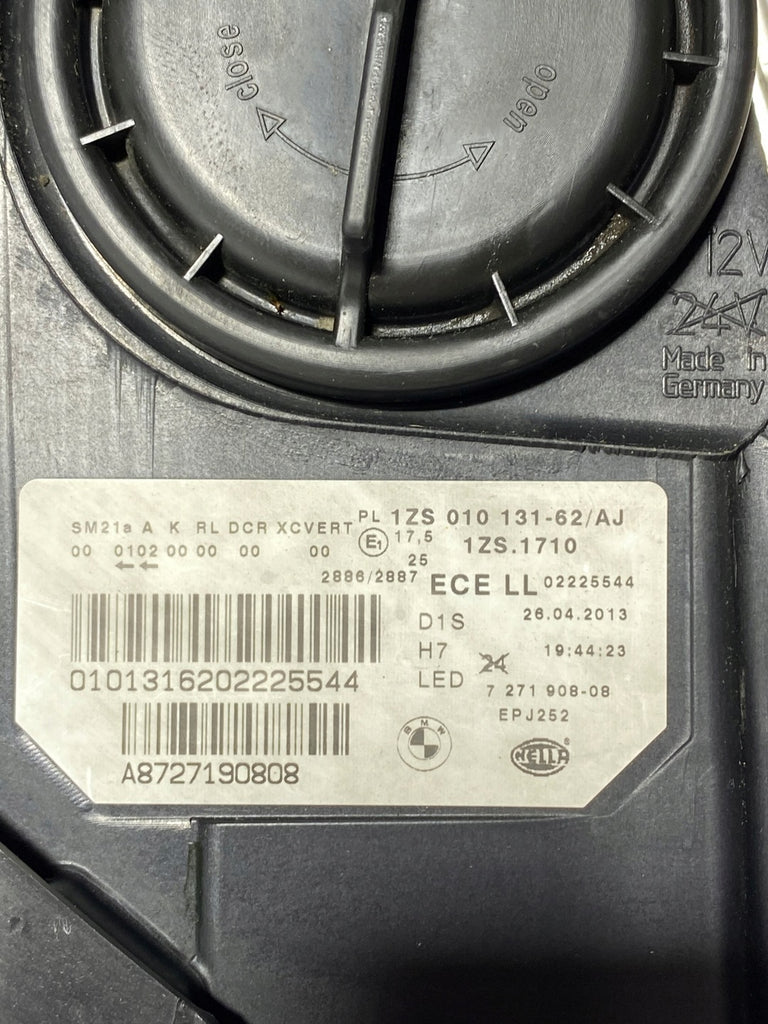 close
open
12V
24V
Made in
Germany
PL 1ZS 010 131-62/AJ
SM21a A K RL DCR XCVERT
E1 17,5 1ZS.1710
00 0102 00 00 00 00
25
2886/2887 ECE LL 02225544
D1S 26.04.2013
H7 24 19:44:23
LED 7 271 908-08
0101316202225544
EPJ252
BMW
HELLA ®
A8727190808